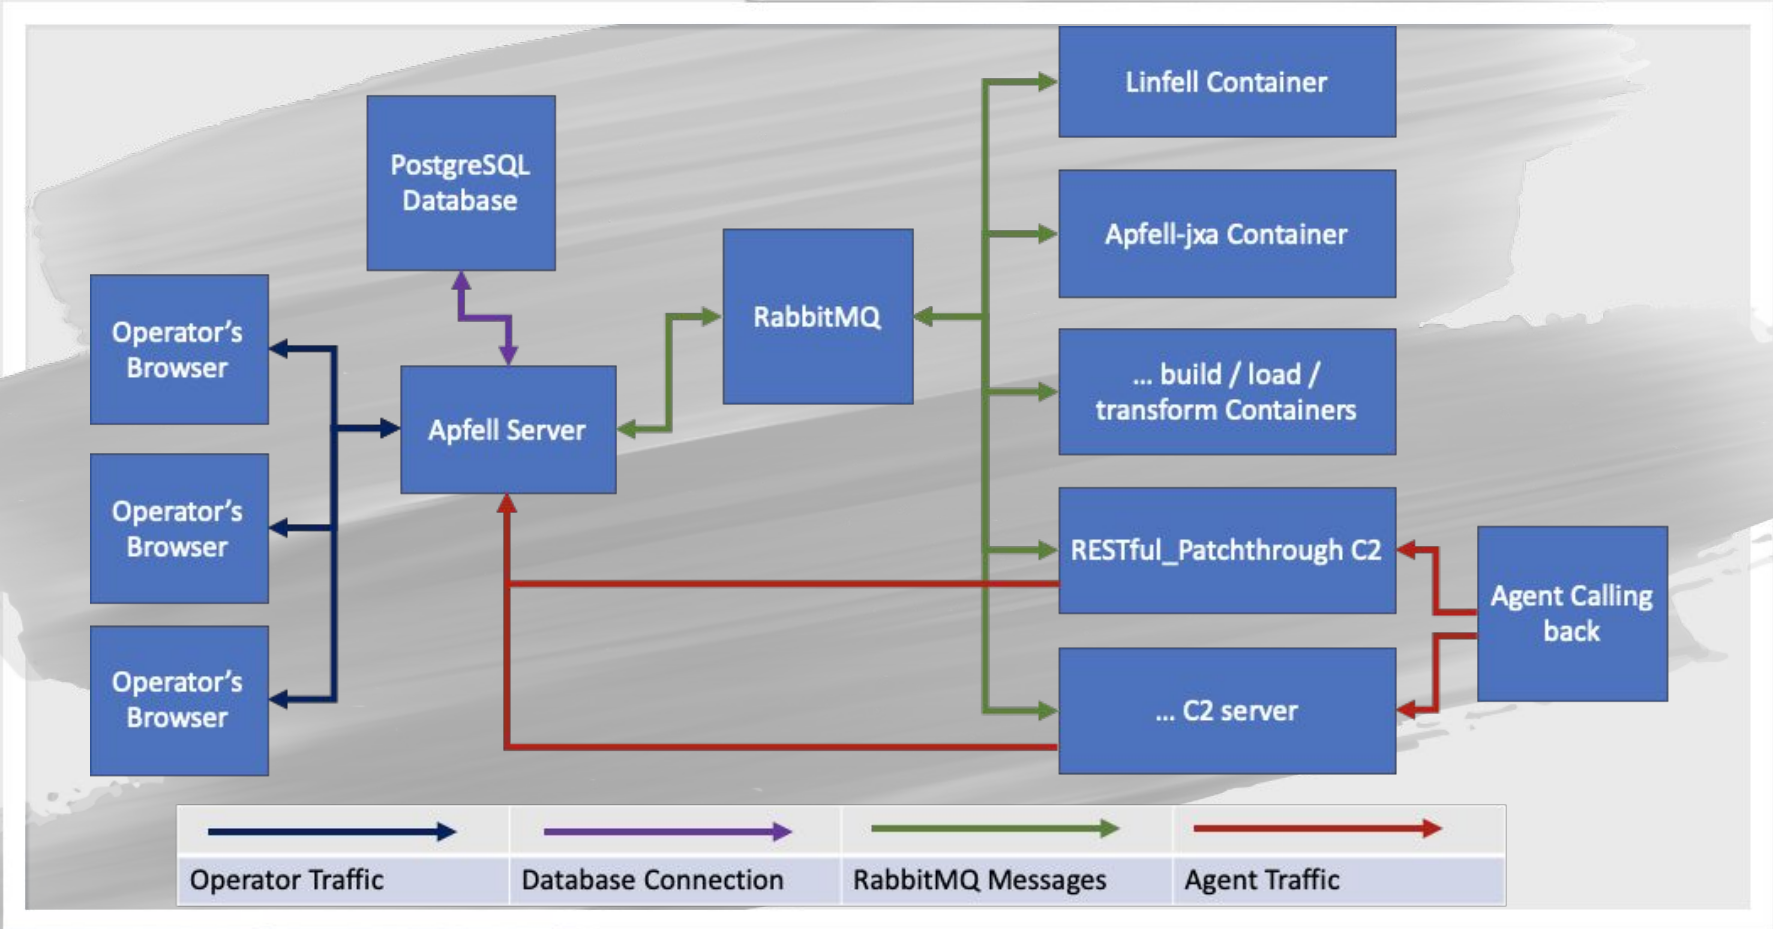 Linfell Container
PostgreSQL
Database
Apfell-jxa Container
Operator’s
Browser
RabbitMQ
... build / load /
transform Containers
Apfell Server
Operator’s
Browser
RESTful_Patchthrough C2
Agent Calling
back
Operator’s
Browser
... C2 server
Operator Traffic
Database Connection
RabbitMQ Messages
Agent Traffic